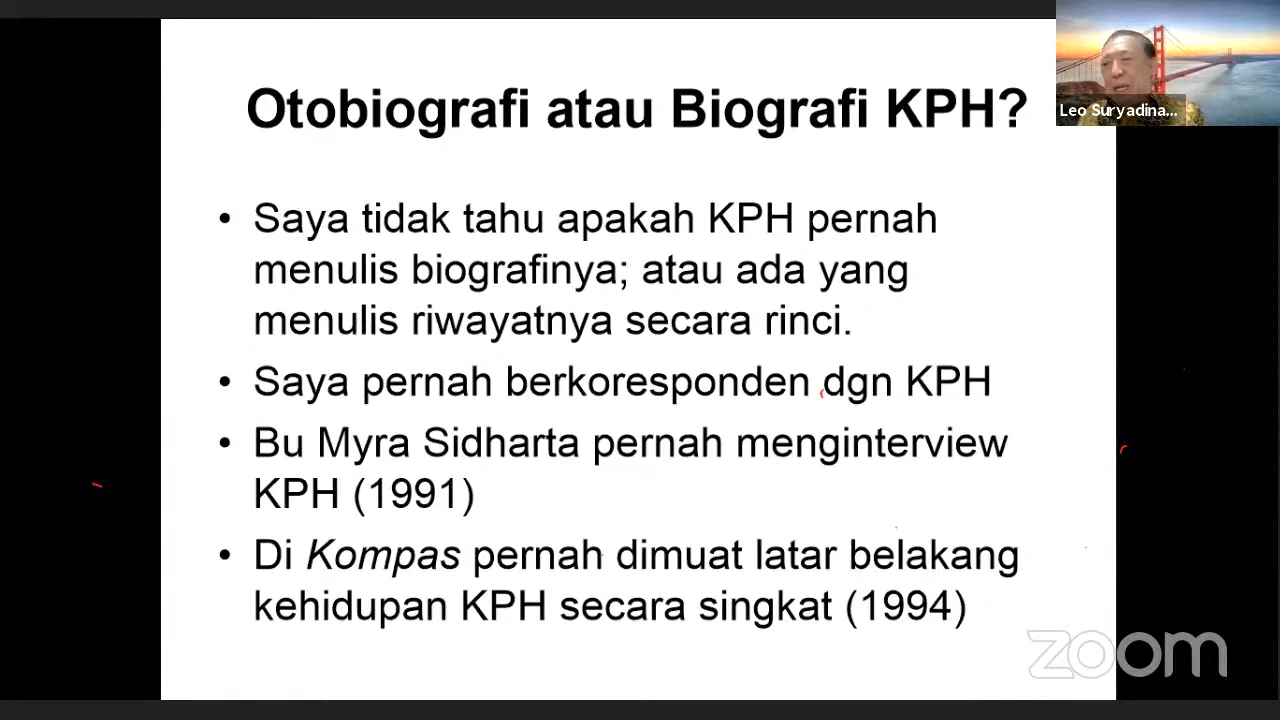 Otobiografi atau Biografi KPH?
Leo Suryadina...
• Saya tidak tahu apakah KPH pernah
menulis biografinya; atau ada yang
menulis riwayatnya secara rinci.
• Saya pernah berkoresponden dgn KPH
• Bu Myra Sidharta pernah menginterview
KPH (1991)
• Di Kompas pernah dimuat latar belakang
kehidupan KPH secara singkat (1994)
zoom